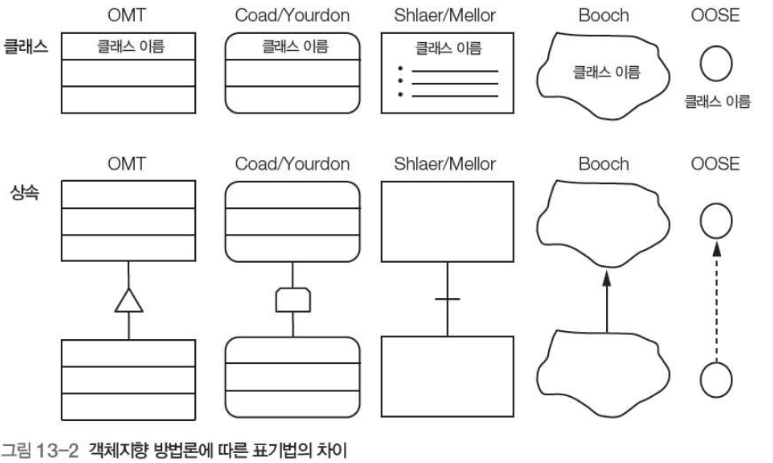 OMT Coad/Yourdon Shlaer/Mellor Booch OOSE
클래스 클래스 이름 클래스 이름 클래스 이름 클래스 이름 클래스 이름
OMT Coad/Yourdon Shlaer/Mellor Booch OOSE
상속
그림 13-2 객체지향 방법론에 따른 표기법의 차이